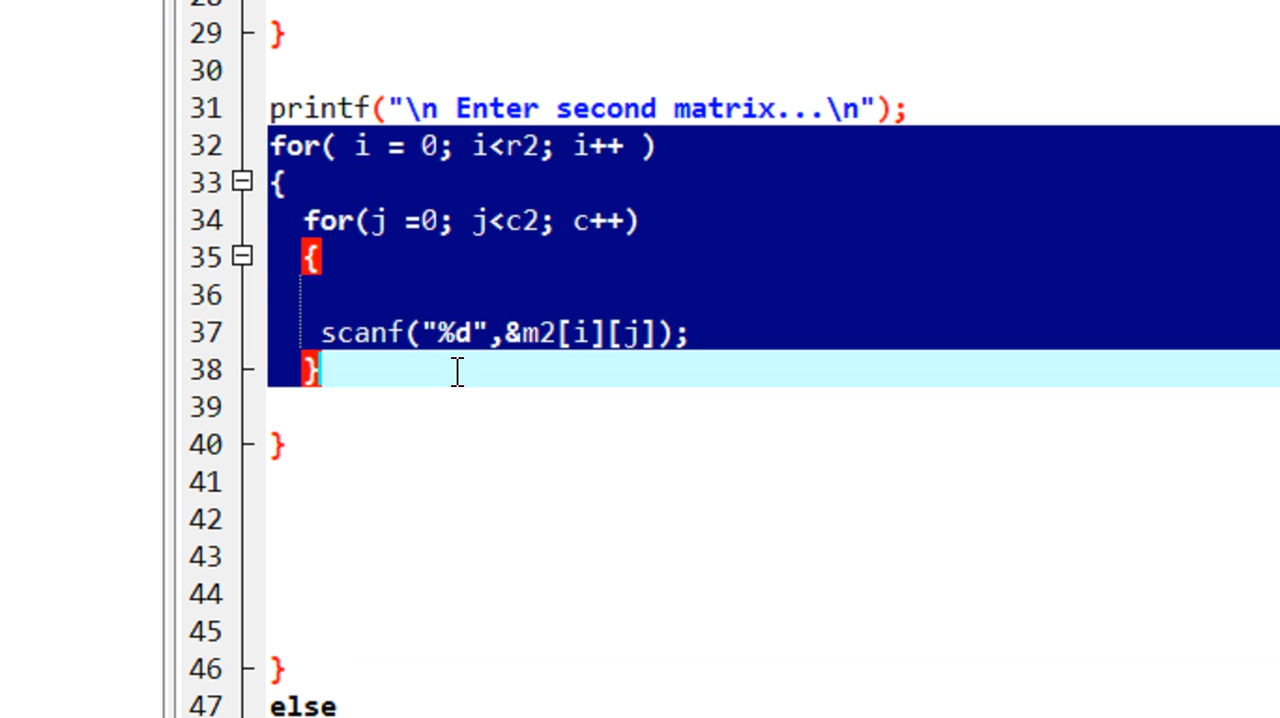 29 }
30
31 printf("\n Enter second matrix...\n");
32 for( i = 0; i<r2; i++ )
33 {
34 for(j =0; j<c2; c++)
35 {
36
37 scanf("%d",&m2[i][j]);
38 }
39
40 }
41
42
43
44
45
46 }
47 else